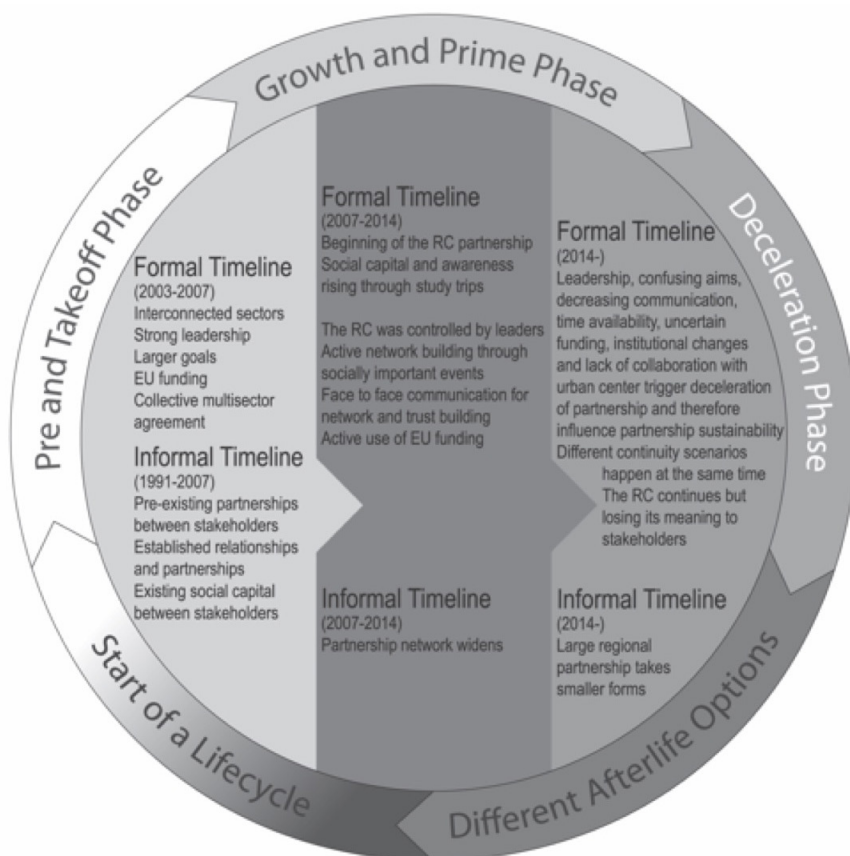 Growth and Prime Phase
Pre and Takeoff Phase
Deceleration Phase
Start of a Lifecycle
Different Afterlife Options
Formal Timeline
(2003-2007)
Interconnected sectors
Strong leadership
Larger goals
EU funding
Collective multisector
agreement
Informal Timeline
(1991-2007)
Pre-existing partnerships
between stakeholders
Established relationships
and partnerships
Existing social capital
between stakeholders
Formal Timeline
(2007-2014)
Beginning of the RC partnership
Social capital and awareness
rising through study trips
The RC was controlled by leaders
Active network building through
socially important events
Face to face communication for
network and trust building
Active use of EU funding
Informal Timeline
(2007-2014)
Partnership network widens
Formal Timeline
(2014-)
Leadership, confusing aims,
decreasing communication,
time availability, uncertain
funding, institutional changes
and lack of collaboration with
urban center trigger deceleration
of partnership and therefore
influence partnership sustainability
Different continuity scenarios
happen at the same time
The RC continues but
losing its meaning to
stakeholders
Informal Timeline
(2014-)
Large regional
partnership takes
smaller forms